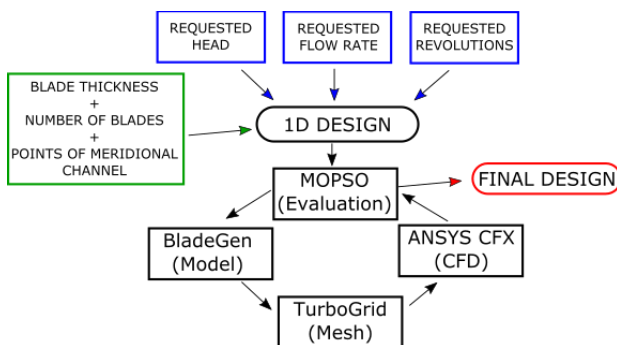 REQUESTED
HEAD
REQUESTED
FLOW RATE
REQUESTED
REVOLUTIONS
BLADE THICKNESS
+
NUMBER OF BLADES
+
POINTS OF MERIDIONAL
CHANNEL
1D DESIGN
MOPSO
(Evaluation)
FINAL DESIGN
BladeGen
(Model)
ANSYS CFX
(CFD)
TurboGrid
(Mesh)